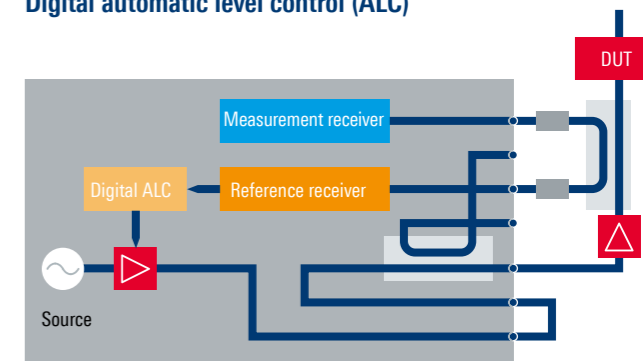 Digital automatic level control (ALC)
DUT
Measurement receiver
Digital ALC
Reference receiver
Source